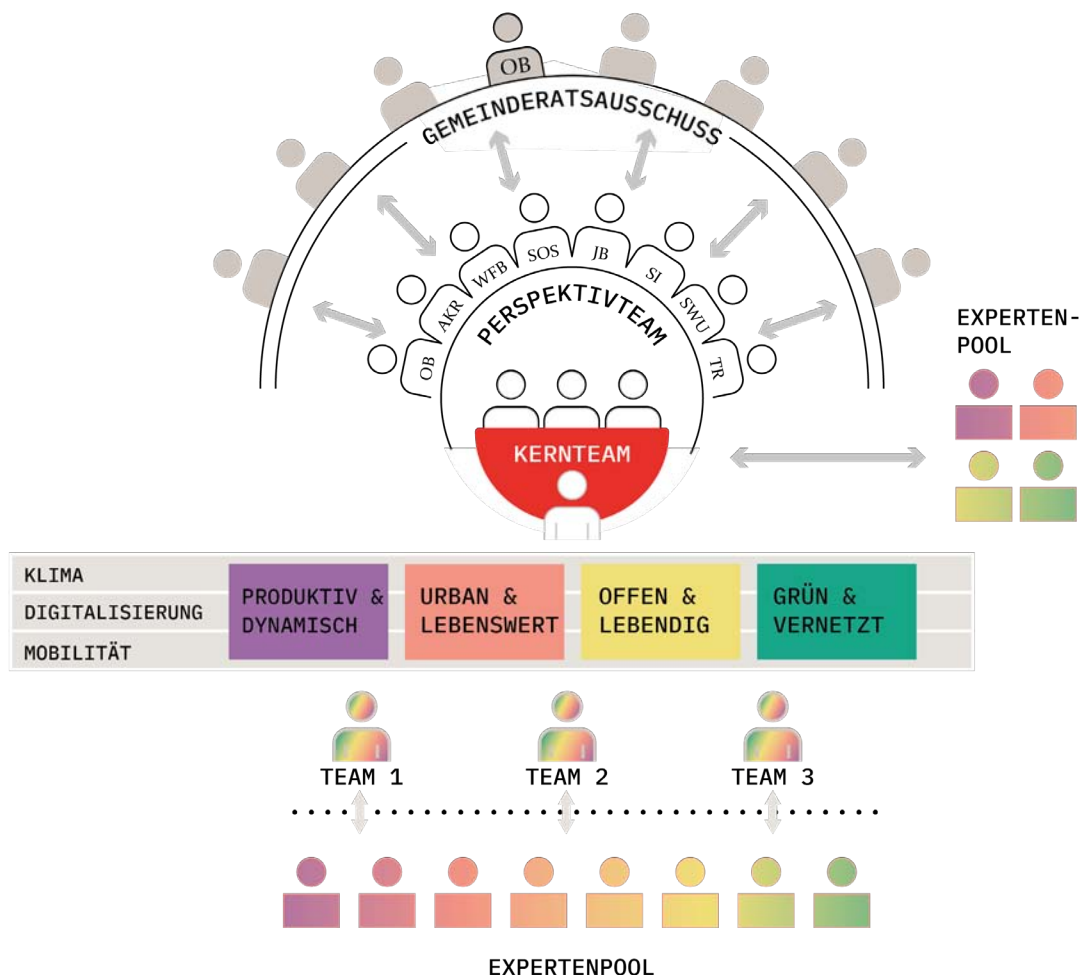 OB
GEMEINDERATSAUSSCHUSS
OB
AKR
WFB
SOS
JB
SI
SWU
TR
PERSPEKTIVTEAM
KERNTEAM
EXPERTEN-
POOL
KLIMA
DIGITALISIERUNG
MOBILITÄT
PRODUKTIV &
DYNAMISCH
URBAN &
LEBENSWERT
OFFEN &
LEBENDIG
GRÜN &
VERNETZT
TEAM 1
TEAM 2
TEAM 3
EXPERTENPOOL